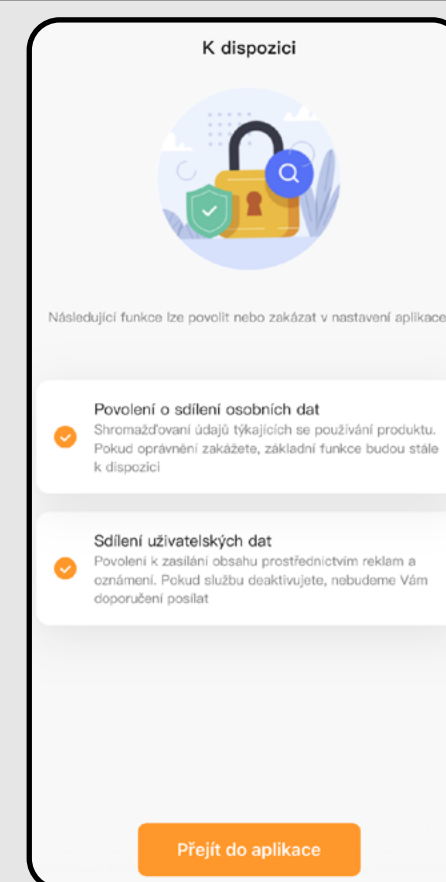 K dispozici
Následující funkce lze povolit nebo zakázat v nastavení aplikace
Povolení o sdílení osobních dat
Shromažďovaní údajů týkajících se používání produktu.
Pokud oprávnění zakážete, základní funkce budou stále
k dispozici
Sdílení uživatelských dat
Povolení k zasílání obsahu prostřednictvím reklam a
oznámení. Pokud službu deaktivujete, nebudeme Vám
doporučení posílat
Přejít do aplikace